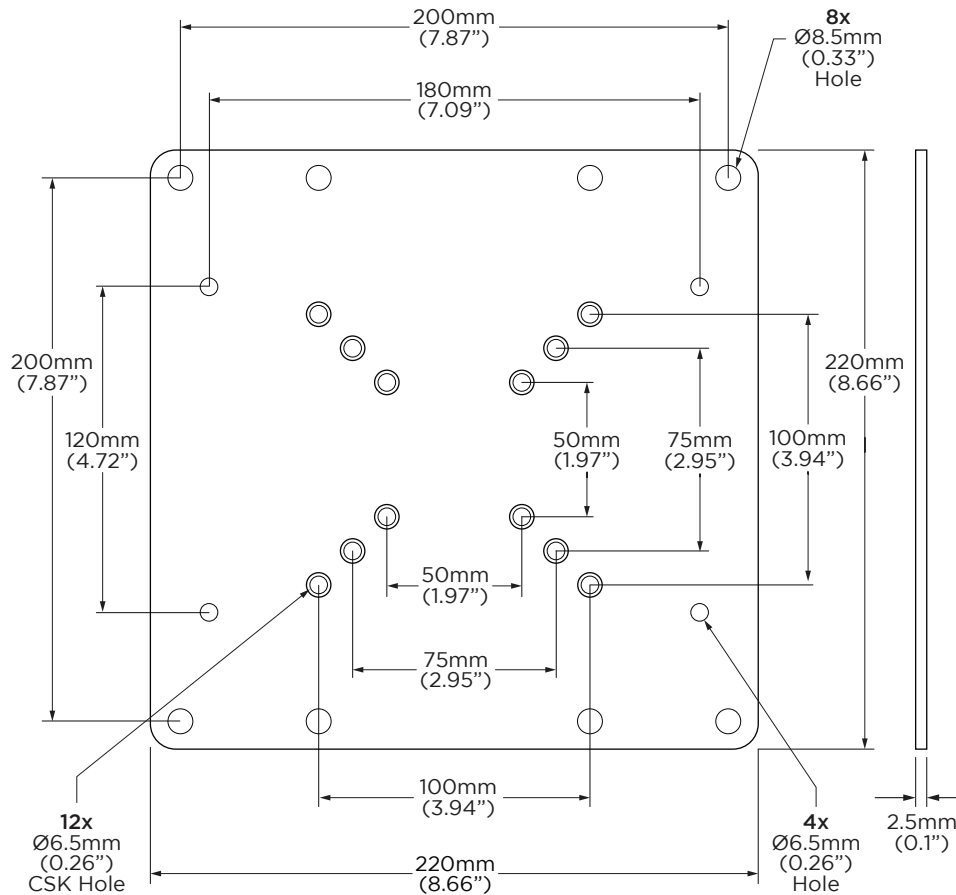 200mm
(7.87”)
8x
Ø8.5mm
(0.33”)
Hole
180mm
(7.09”)
200mm
(7.87”)
220mm
(8.66”)
120mm
(4.72”)
50mm
(1.97”)
75mm
(2.95”)
100mm
(3.94”)
50mm
(1.97”)
75mm
(2.95”)
100mm
(3.94”)
12x
Ø6.5mm
(0.26”)
CSK Hole
4x
Ø6.5mm
(0.26”)
Hole
2.5mm
(0.1”)
220mm
(8.66”)